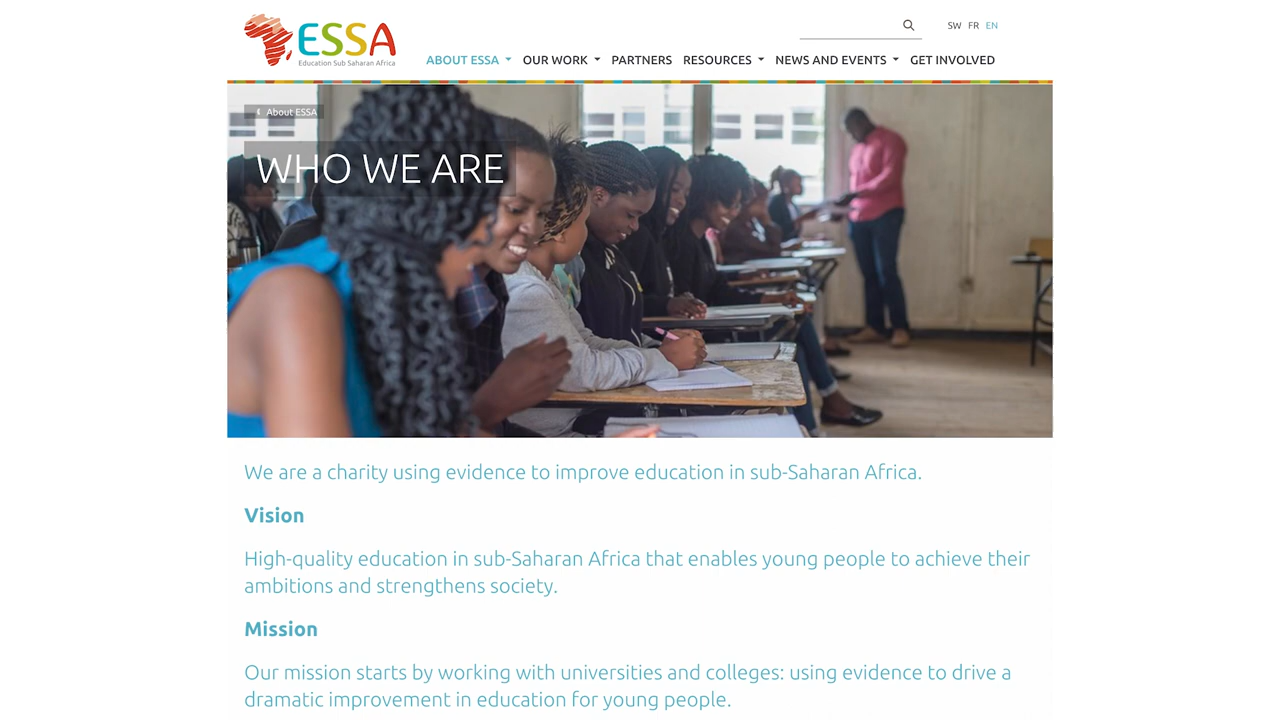 ESSA
Education Sub Saharan Africa
SW FR EN
ABOUT ESSA OUR WORK PARTNERS RESOURCES NEWS AND EVENTS GET INVOLVED
About ESSA
WHO WE ARE
We are a charity using evidence to improve education in sub-Saharan Africa.
Vision
High-quality education in sub-Saharan Africa that enables young people to achieve their
ambitions and strengthens society.
Mission
Our mission starts by working with universities and colleges: using evidence to drive a
dramatic improvement in education for young people.